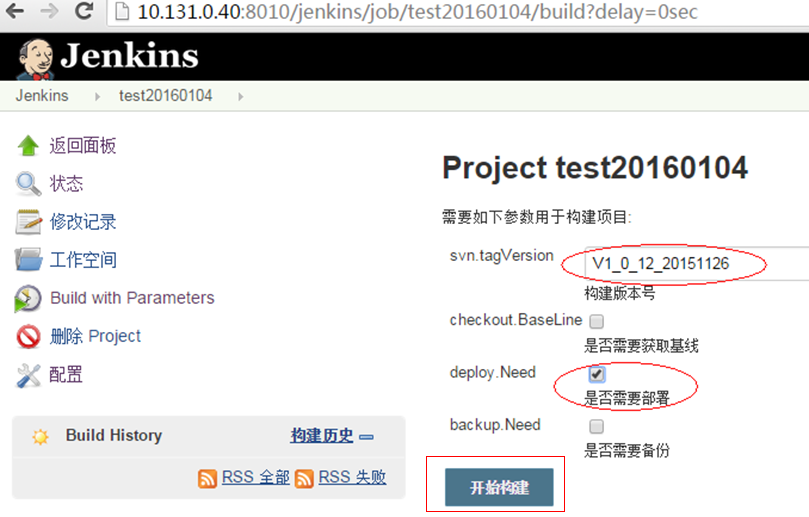 10.131.0.40:8010/jenkins/job/test20160104/build?delay=0sec
Jenkins
Jenkins test20160104
返回面板
状态
修改记录
工作空间
Build with Parameters
删除 Project
配置
Build History 构建历史
RSS 全部 RSS 失败
Project test20160104
需要如下参数用于构建项目:
svn.tagVersion V1_0_12_20151126
构建版本号
checkout.BaseLine
是否需要获取基线
deploy.Need
是否需要部署
backup.Need
是否需要备份
开始构建